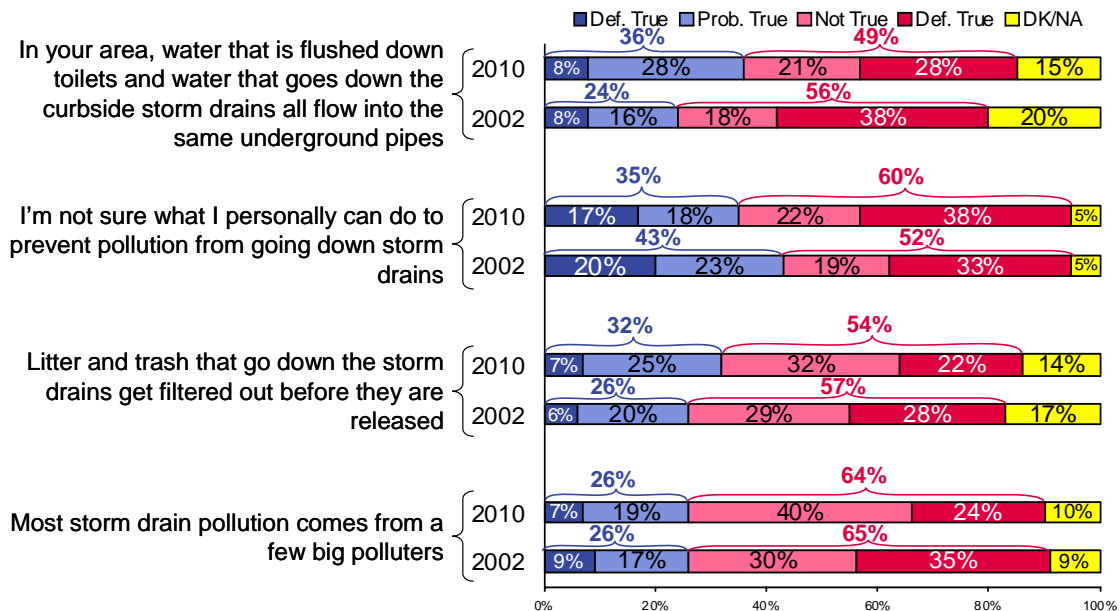 Def. True Prob. True Not True Def. True DK/NA
In your area, water that is flushed down
toilets and water that goes down the
curbside storm drains all flow into the
same underground pipes
36% 49%
2010 8% 28% 21% 28% 15%
24% 56%
2002 8% 16% 18% 38% 20%
I'm not sure what I personally can do to
prevent pollution from going down storm
drains
35% 60%
2010 17% 18% 22% 38% 5%
43% 52%
2002 20% 23% 19% 33% 5%
Litter and trash that go down the storm
drains get filtered out before they are
released
32% 54%
2010 7% 25% 32% 22% 14%
26% 57%
2002 6% 20% 29% 28% 17%
Most storm drain pollution comes from a
few big polluters
26% 64%
2010 7% 19% 40% 24% 10%
26% 65%
2002 9% 17% 30% 35% 9%
0% 20% 40% 60% 80% 100%